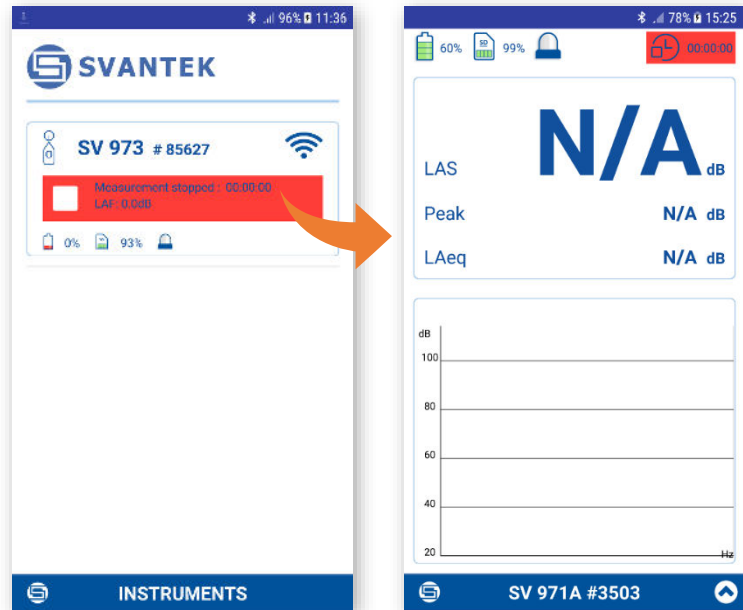 96% 11:36
SVANTEK
SV 973 # 85627
Measurement stopped : 00:00:00
LAF: 0.0dB
0% 93%
INSTRUMENTS
78% 15:25
60% SD 99% 00:00:00
LAS N/A dB
Peak N/A dB
LAeq N/A dB
dB
100
80
60
40
20 Hz
SV 971A #3503